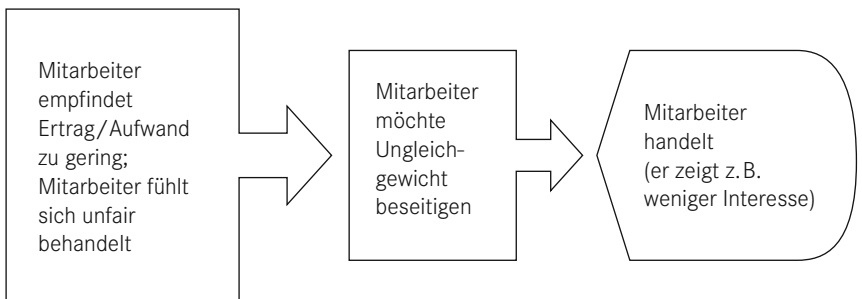 Mitarbeiter
empfindet
Ertrag/Aufwand
zu gering;
Mitarbeiter fühlt
sich unfair
behandelt
Mitarbeiter
möchte
Ungleich-
gewicht
beseitigen
Mitarbeiter
handelt
(er zeigt z.B.
weniger Interesse)